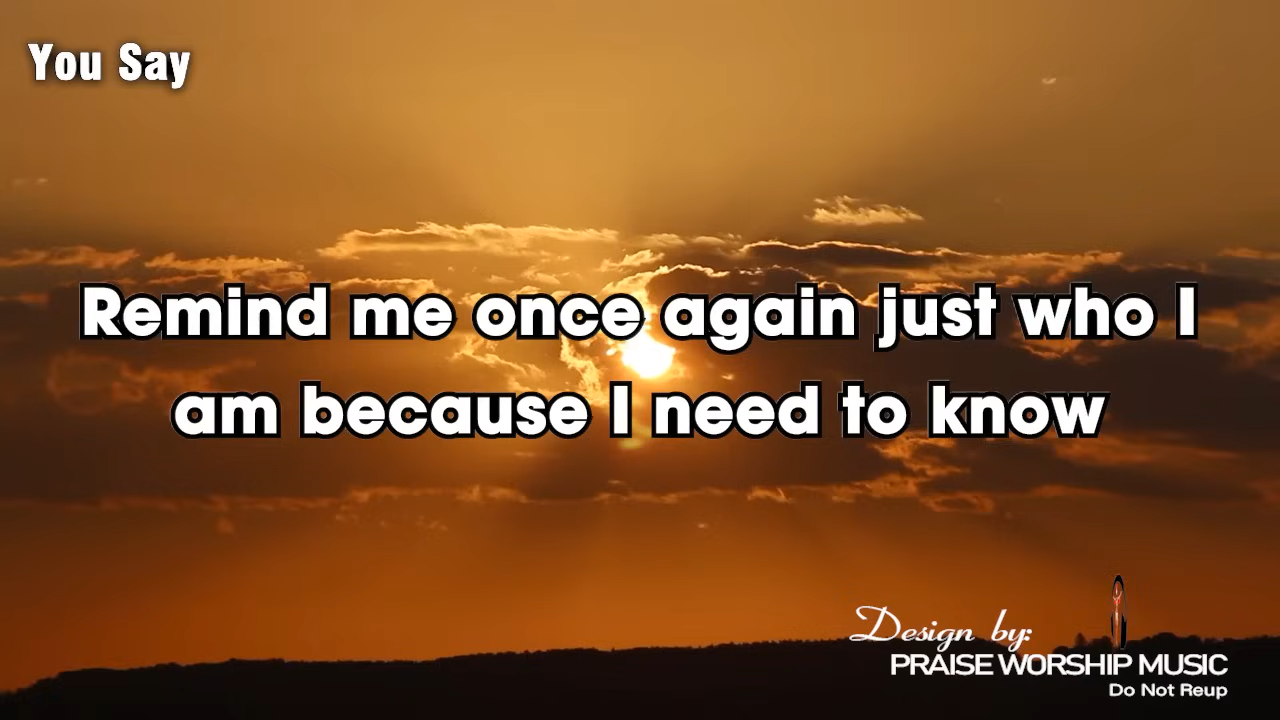 You Say
Remind me once again just who I
am because I need to know
Design by:
PRAISE WORSHIP MUSIC
Do Not Reup